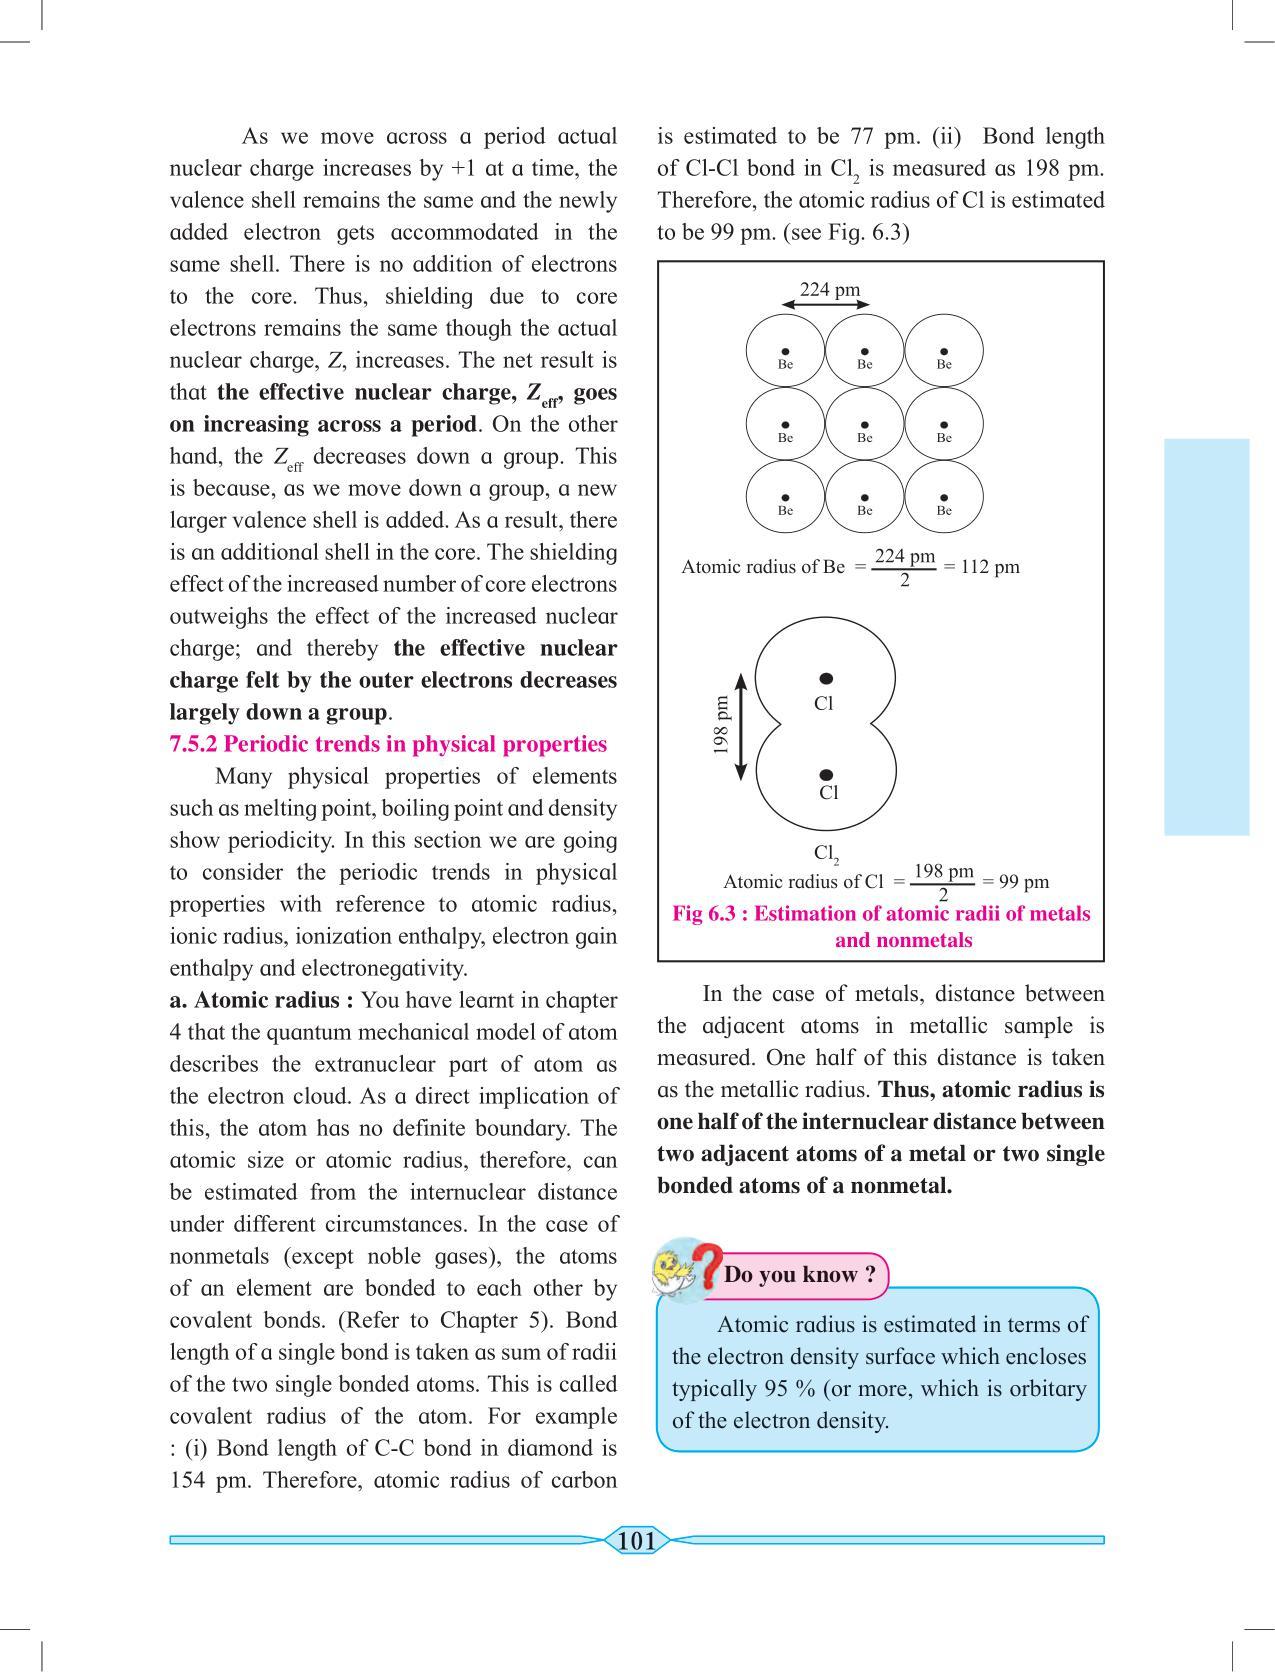 As we move across a period actual
nuclear charge increases by +1 at a time, the
valence shell remains the same and the newly
added electron gets accommodated in the
same shell. There is no addition of electrons
to the core. Thus, shielding due to core
electrons remains the same though the actual
nuclear charge, Z, increases. The net result is
that the effective nuclear charge, Zeff, goes
on increasing across a period. On the other
hand, the Zeff decreases down a group. This
is because, as we move down a group, a new
larger valence shell is added. As a result, there
is an additional shell in the core. The shielding
effect of the increased number of core electrons
outweighs the effect of the increased nuclear
charge; and thereby the effective nuclear
charge felt by the outer electrons decreases
largely down a group.
7.5.2 Periodic trends in physical properties
Many physical properties of elements
such as melting point, boiling point and density
show periodicity. In this section we are going
to consider the periodic trends in physical
properties with reference to atomic radius,
ionic radius, ionization enthalpy, electron gain
enthalpy and electronegativity.
a. Atomic radius : You have learnt in chapter
4 that the quantum mechanical model of atom
describes the extranuclear part of atom as
the electron cloud. As a direct implication of
this, the atom has no definite boundary. The
atomic size or atomic radius, therefore, can
be estimated from the internuclear distance
under different circumstances. In the case of
nonmetals (except noble gases), the atoms
of an element are bonded to each other by
covalent bonds. (Refer to Chapter 5). Bond
length of a single bond is taken as sum of radii
of the two single bonded atoms. This is called
covalent radius of the atom. For example
: (i) Bond length of C-C bond in diamond is
154 pm. Therefore, atomic radius of carbon
is estimated to be 77 pm. (ii) Bond length
of Cl-Cl bond in Cl2 is measured as 198 pm.
Therefore, the atomic radius of Cl is estimated
to be 99 pm. (see Fig. 6.3)
224 pm
Be Be Be
Be Be Be
Be Be Be
Atomic radius of Be = 224 pm / 2 = 112 pm
198 pm
Cl
Cl
Cl2
Atomic radius of Cl = 198 pm / 2 = 99 pm
Fig 6.3 : Estimation of atomic radii of metals
and nonmetals
In the case of metals, distance between
the adjacent atoms in metallic sample is
measured. One half of this distance is taken
as the metallic radius. Thus, atomic radius is
one half of the internuclear distance between
two adjacent atoms of a metal or two single
bonded atoms of a nonmetal.
? Do you know ?
Atomic radius is estimated in terms of
the electron density surface which encloses
typically 95 % (or more, which is orbitary
of the electron density.
101